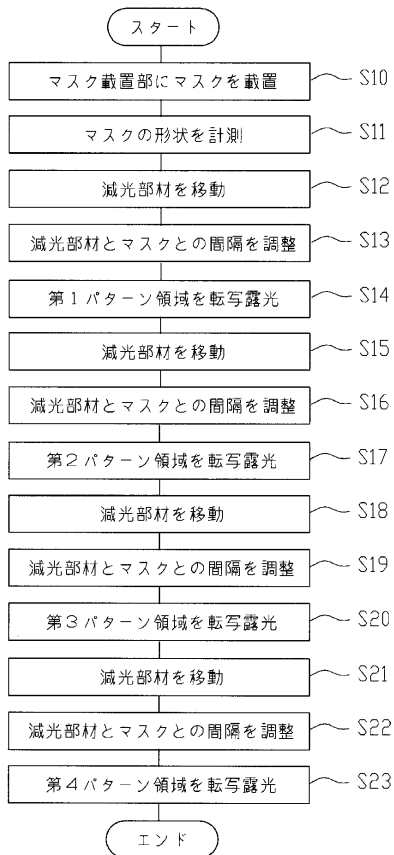 スタート
マスク載置部にマスクを載置 S10
マスクの形状を計測 S11
減光部材を移動 S12
減光部材とマスクとの間隔を調整 S13
第1パターン領域を転写露光 S14
減光部材を移動 S15
減光部材とマスクとの間隔を調整 S16
第2パターン領域を転写露光 S17
減光部材を移動 S18
減光部材とマスクとの間隔を調整 S19
第3パターン領域を転写露光 S20
減光部材を移動 S21
減光部材とマスクとの間隔を調整 S22
第4パターン領域を転写露光 S23
エンド